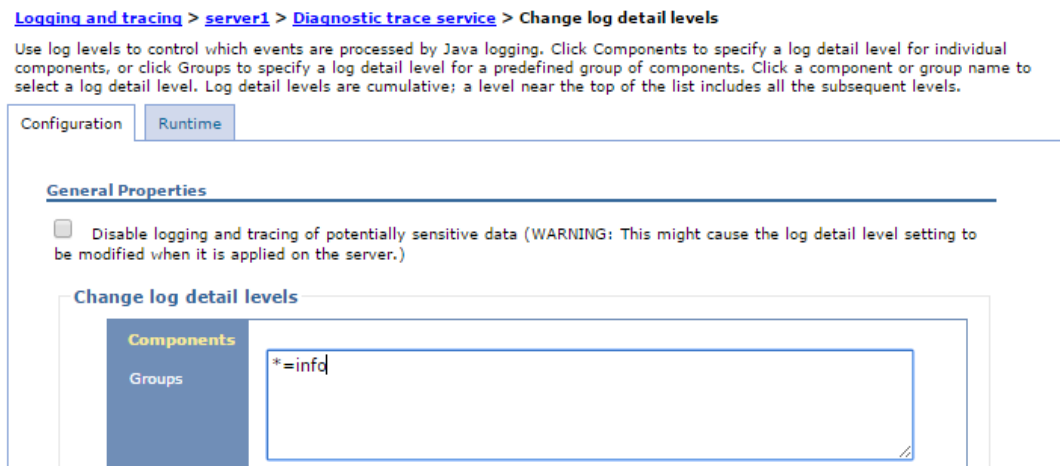 Logging and tracing > server1 > Diagnostic trace service > Change log detail levels
Use log levels to control which events are processed by Java logging. Click Components to specify a log detail level for individual
components, or click Groups to specify a log detail level for a predefined group of components. Click a component or group name to
select a log detail level. Log detail levels are cumulative; a level near the top of the list includes all the subsequent levels.
Configuration Runtime
General Properties
Disable logging and tracing of potentially sensitive data (WARNING: This might cause the log detail level setting to
be modified when it is applied on the server.)
Change log detail levels
Components
*=info
Groups